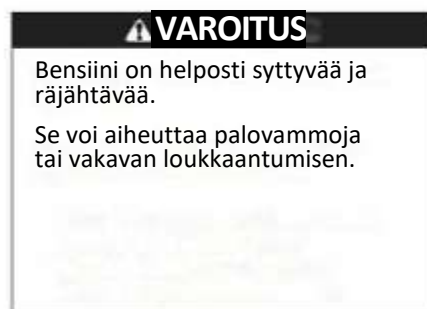 VAROITUS
Bensiini on helposti syttyvää ja
räjähtävää.
Se voi aiheuttaa palovammoja
tai vakavan loukkaantumisen.